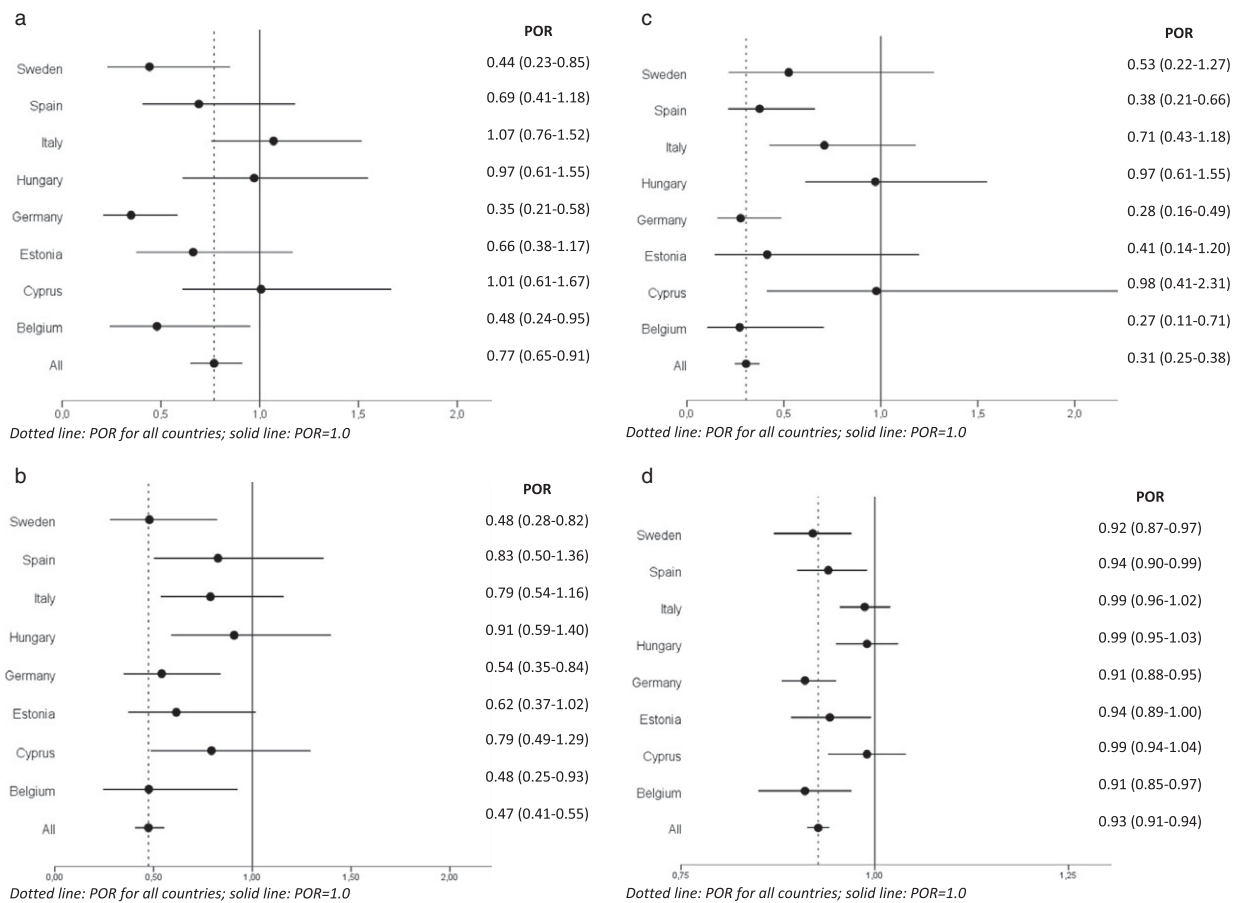 a
POR
Sweden 0.44 (0.23-0.85)
Spain 0.69 (0.41-1.18)
Italy 1.07 (0.76-1.52)
Hungary 0.97 (0.61-1.55)
Germany 0.35 (0.21-0.58)
Estonia 0.66 (0.38-1.17)
Cyprus 1.01 (0.61-1.67)
Belgium 0.48 (0.24-0.95)
All 0.77 (0.65-0.91)
0,0 0,5 1,0 1,5 2,0
Dotted line: POR for all countries; solid line: POR=1.0
c
POR
Sweden 0.53 (0.22-1.27)
Spain 0.38 (0.21-0.66)
Italy 0.71 (0.43-1.18)
Hungary 0.97 (0.61-1.55)
Germany 0.28 (0.16-0.49)
Estonia 0.41 (0.14-1.20)
Cyprus 0.98 (0.41-2.31)
Belgium 0.27 (0.11-0.71)
All 0.31 (0.25-0.38)
0,0 0,5 1,0 1,5 2,0
Dotted line: POR for all countries; solid line: POR=1.0
b
POR
Sweden 0.48 (0.28-0.82)
Spain 0.83 (0.50-1.36)
Italy 0.79 (0.54-1.16)
Hungary 0.91 (0.59-1.40)
Germany 0.54 (0.35-0.84)
Estonia 0.62 (0.37-1.02)
Cyprus 0.79 (0.49-1.29)
Belgium 0.48 (0.25-0.93)
All 0.47 (0.41-0.55)
0,00 0,50 1,00 1,50 2,00
Dotted line: POR for all countries; solid line: POR=1.0
d
POR
Sweden 0.92 (0.87-0.97)
Spain 0.94 (0.90-0.99)
Italy 0.99 (0.96-1.02)
Hungary 0.99 (0.95-1.03)
Germany 0.91 (0.88-0.95)
Estonia 0.94 (0.89-1.00)
Cyprus 0.99 (0.94-1.04)
Belgium 0.91 (0.85-0.97)
All 0.93 (0.91-0.94)
0,75 1,00 1,25
Dotted line: POR for all countries; solid line: POR=1.0